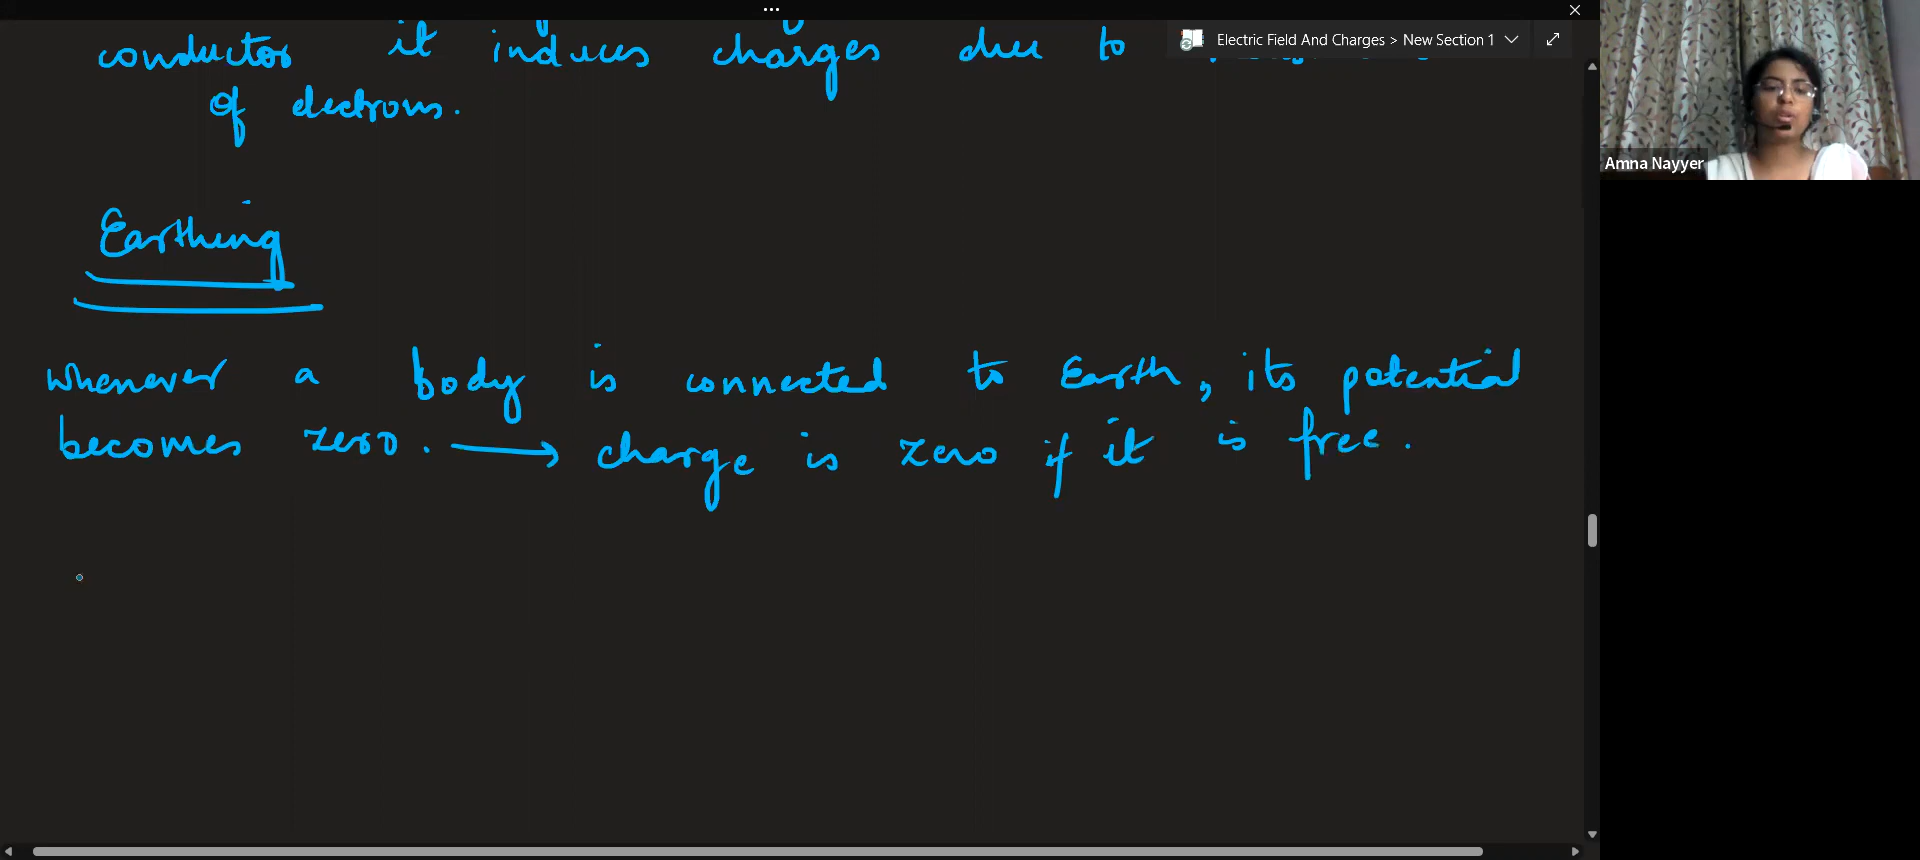 Electric Field And Charges > New Section 1
conductor it induces charges due to
of electrons.
Amna Nayyer
Earthing
whenever a body is connected to Earth, its potential
becomes zero. → charge is zero if it is free.